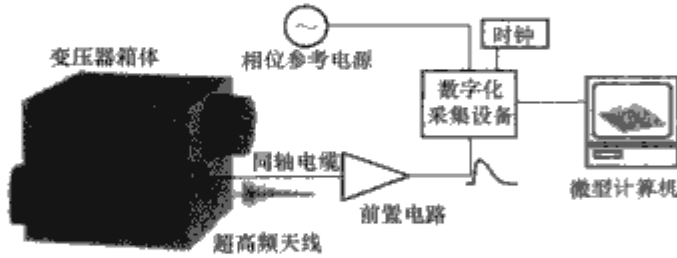 变压器箱体
相位参考电源
时钟
数字化
采集设备
同轴电缆
前置电路
微型计算机
超高频天线